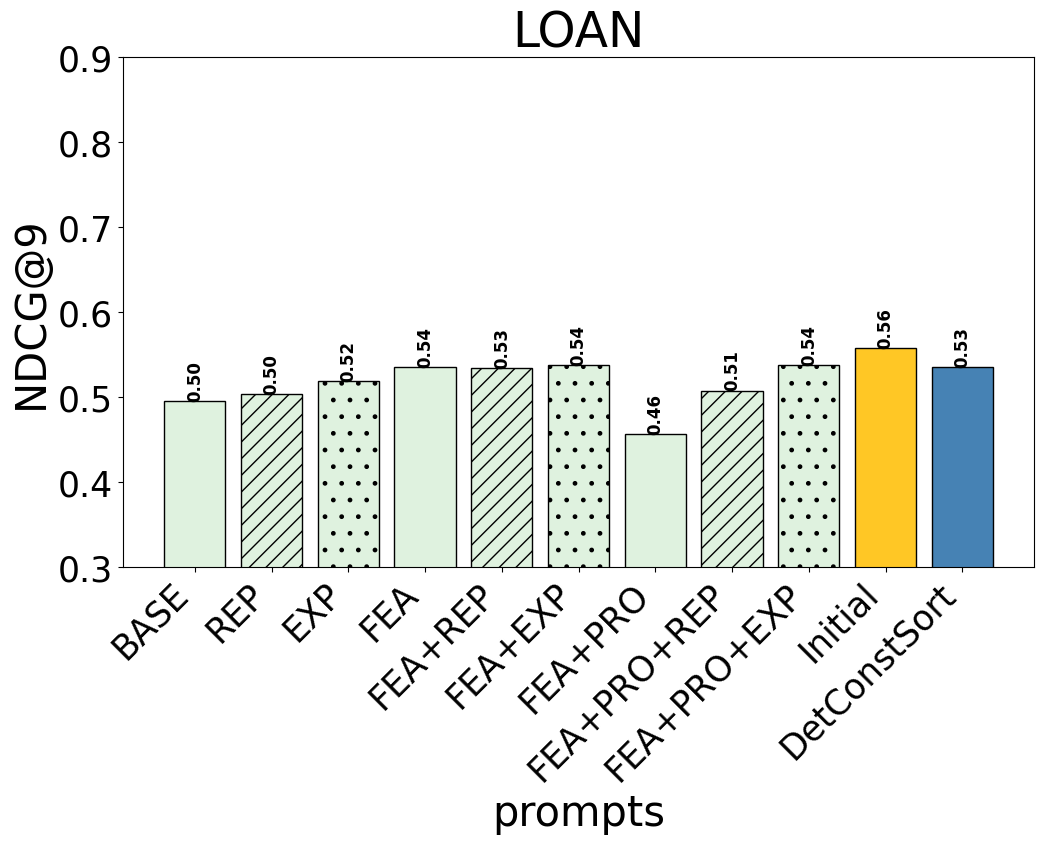 LOAN
NDCG@9
0.9
0.8
0.7
0.6
0.5
0.4
0.3
0.50
0.50
0.52
0.54
0.53
0.54
0.46
0.51
0.54
0.56
0.53
BASE
REP
EXP
FEA
FEA+REP
FEA+EXP
FEA+PRO
FEA+PRO+REP
FEA+PRO+EXP
Initial
DetConstSort
prompts